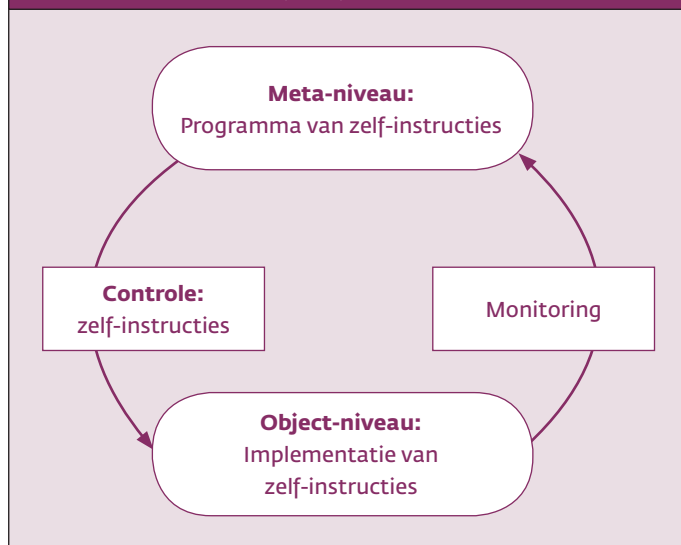 Meta-niveau:
Programma van zelf-instructies
Controle:
zelf-instructies
Monitoring
Object-niveau:
Implementatie van
zelf-instructies